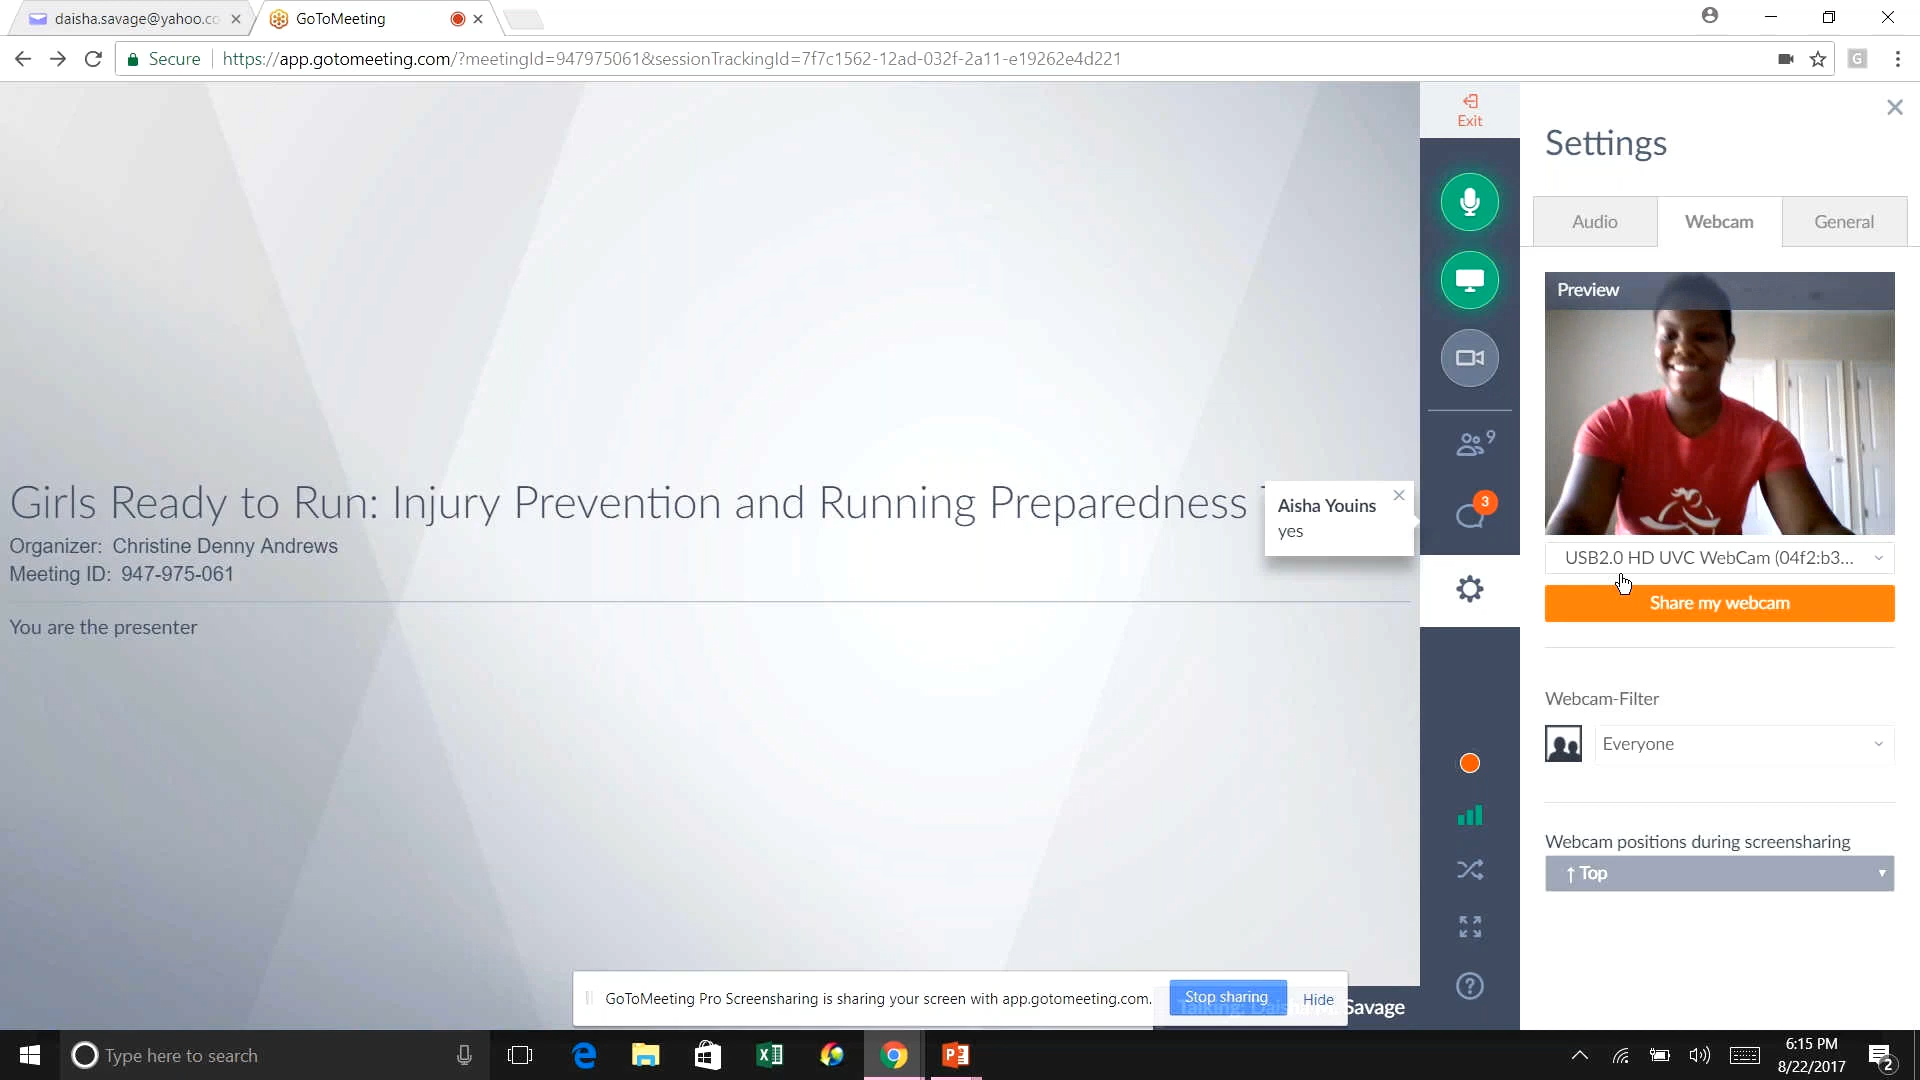 daisha.savage@yahoo.co
GoToMeeting
Secure
https://app.gotomeeting.com/?meetingId=947975061&sessionTrackingId=7f7c1562-12ad-032f-2a11-e19262e4d221
G
Exit
Settings
Audio
Webcam
General
Preview
9
3
Girls Ready to Run: Injury Prevention and Running Preparedness
Aisha Youins
yes
Organizer: Christine Denny Andrews
Meeting ID: 947-975-061
You are the presenter
USB2.0 HD UVC WebCam (04f2:b3...
Share my webcam
Webcam-Filter
Everyone
Webcam positions during screensharing
↑ Top
GoToMeeting Pro Screensharing is sharing your screen with app.gotomeeting.com.
Stop sharing
Hide
Savage
Type here to search
6:15 PM
8/22/2017
2